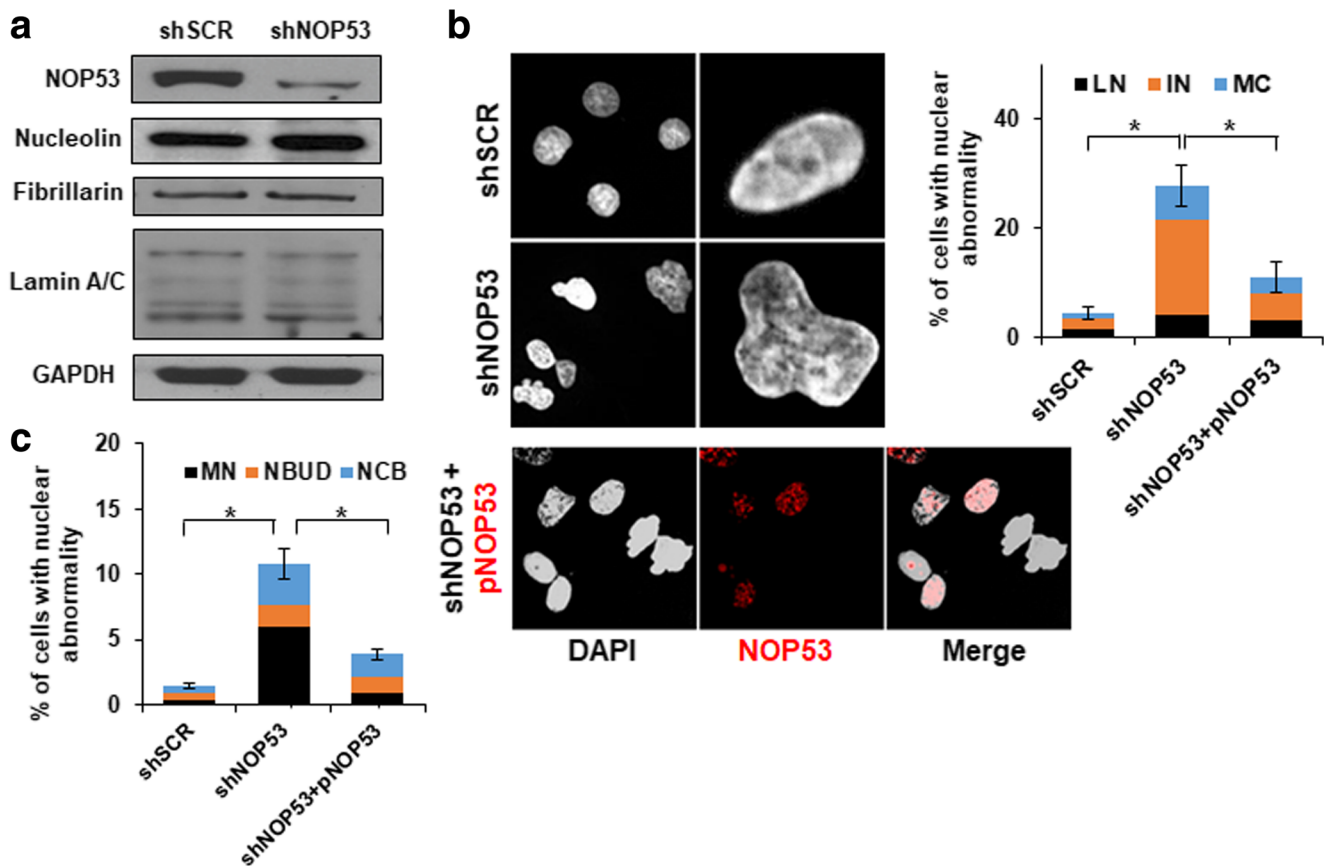 a
shSCR shNOP53
NOP53
Nucleolin
Fibrillarin
Lamin A/C
GAPDH
b
shSCR
shNOP53
shNOP53 +
pNOP53
DAPI NOP53 Merge
% of cells with nuclear
abnormality
LN IN MC
40
20
0
* *
shSCR
shNOP53
shNOP53+pNOP53
c
% of cells with nuclear
abnormality
MN NBUD NCB
20
15
10
5
0
* *
shSCR
shNOP53
shNOP53+pNOP53